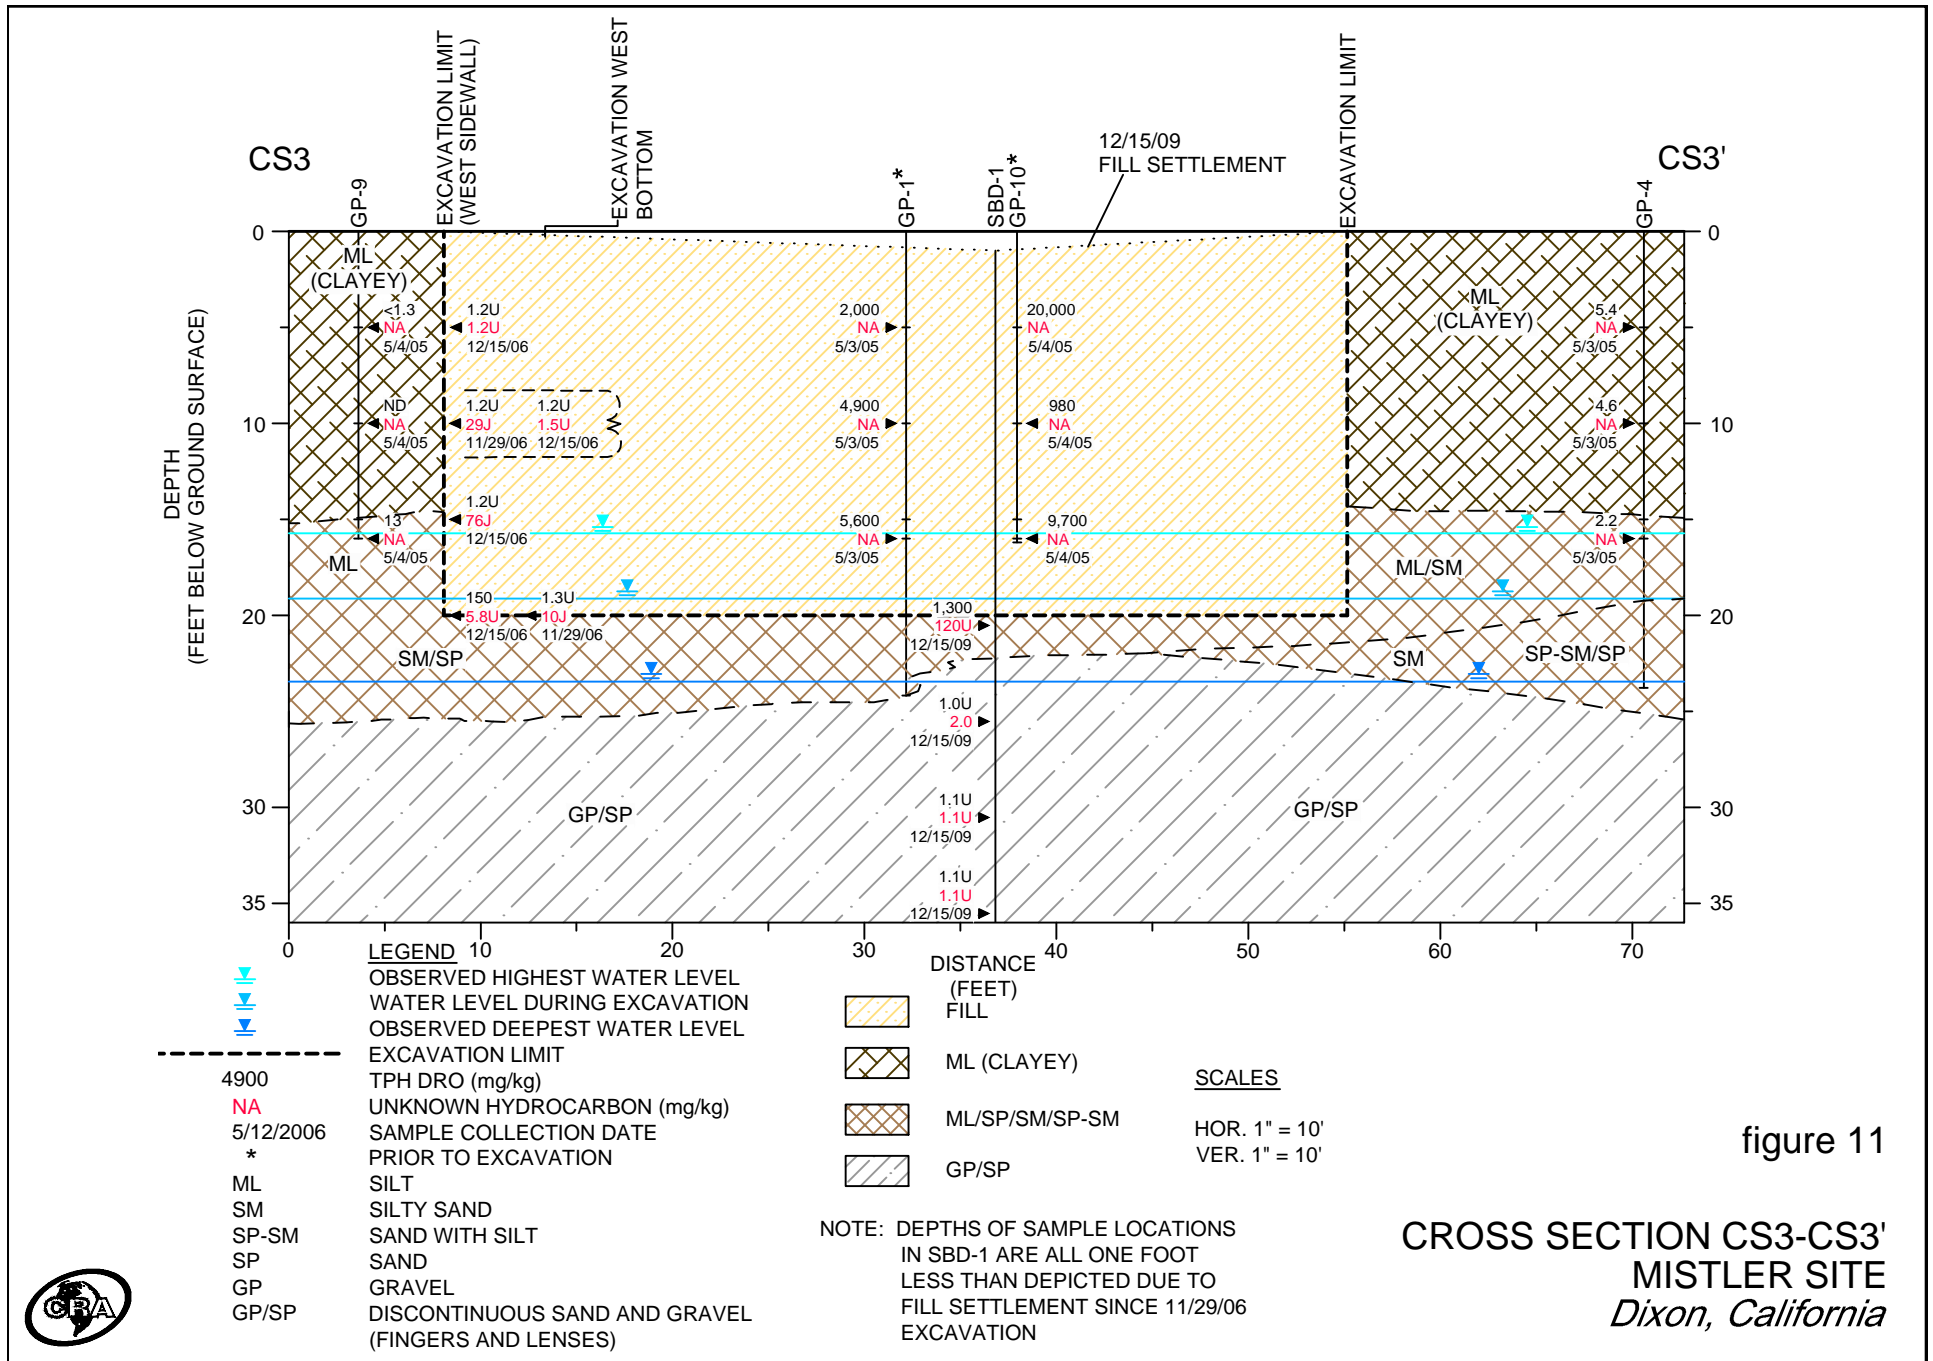 EXCAVATION LIMIT
(WEST SIDEWALL)
EXCAVATION WEST
BOTTOM
EXCAVATION LIMIT
12/15/09
FILL SETTLEMENT
CS3
CS3'
GP-9
GP-1*
SBD-1
GP-10*
GP-4
0
10
20
30
35
DEPTH
(FEET BELOW GROUND SURFACE)
0
10
20
30
35
ML
(CLAYEY)
<1.3
NA
5/4/05
ND
NA
5/4/05
13
NA
5/4/05
ML
1.2U
1.2U
12/15/06
1.2U
29J
11/29/06
1.2U
1.5U
12/15/06
1.2U
76J
12/15/06
150
5.8U
12/15/06
1.3U
10J
11/29/06
2,000
NA
5/3/05
4,900
NA
5/3/05
5,600
NA
5/3/05
20,000
NA
5/4/05
980
NA
5/4/05
9,700
NA
5/4/05
1,300
120U
12/15/09
1.0U
2.0
12/15/09
1.1U
1.1U
12/15/09
1.1U
1.1U
12/15/09
ML
(CLAYEY)
5.4
NA
5/3/05
4.6
NA
5/3/05
2.2
NA
5/3/05
ML/SM
SM/SP
SM
SP-SM/SP
GP/SP
GP/SP
0
10
20
30
40
50
60
70
DISTANCE
(FEET)
LEGEND
OBSERVED HIGHEST WATER LEVEL
WATER LEVEL DURING EXCAVATION
OBSERVED DEEPEST WATER LEVEL
EXCAVATION LIMIT
4900 TPH DRO (mg/kg)
NA UNKNOWN HYDROCARBON (mg/kg)
5/12/2006 SAMPLE COLLECTION DATE
* PRIOR TO EXCAVATION
ML SILT
SM SILTY SAND
SP-SM SAND WITH SILT
SP SAND
GP GRAVEL
GP/SP DISCONTINUOUS SAND AND GRAVEL
(FINGERS AND LENSES)
FILL
ML (CLAYEY)
ML/SP/SM/SP-SM
GP/SP
SCALES
HOR. 1" = 10'
VER. 1" = 10'
NOTE: DEPTHS OF SAMPLE LOCATIONS
IN SBD-1 ARE ALL ONE FOOT
LESS THAN DEPICTED DUE TO
FILL SETTLEMENT SINCE 11/29/06
EXCAVATION
figure 11
CROSS SECTION CS3-CS3'
MISTLER SITE
Dixon, California
CRA